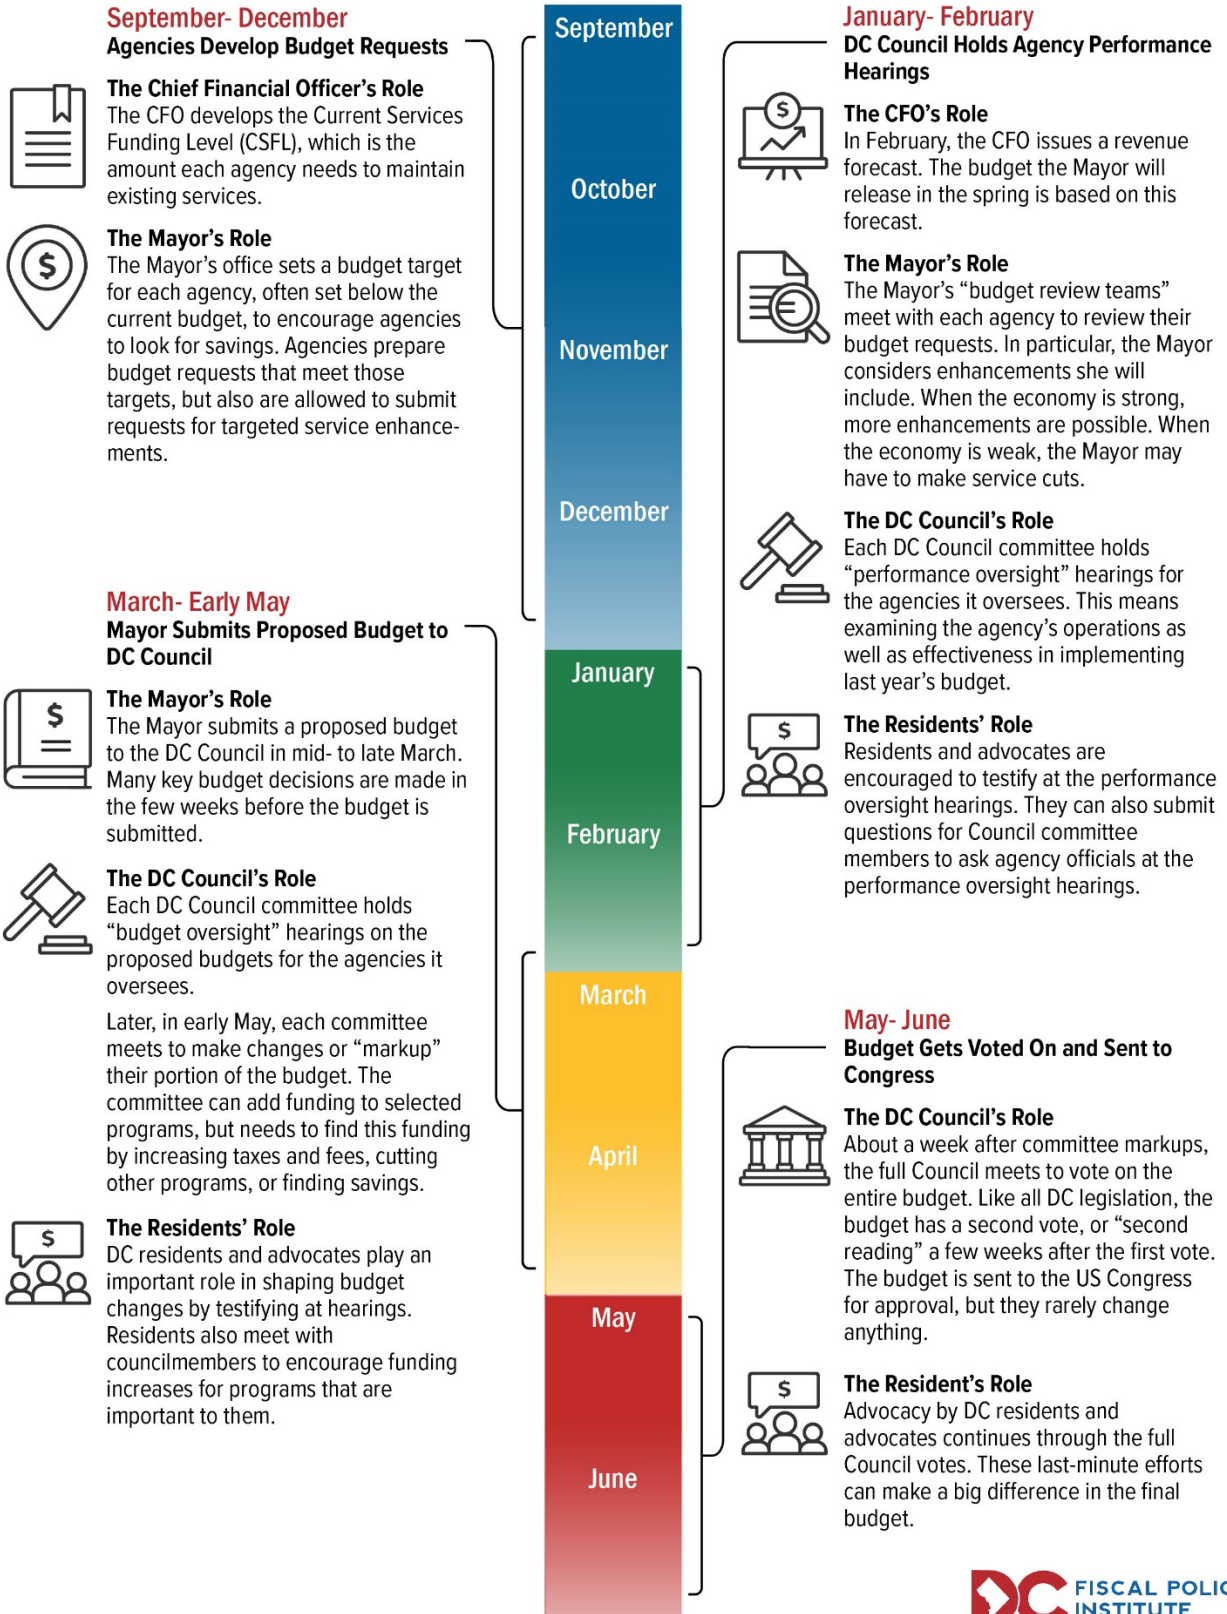 September- December
Agencies Develop Budget Requests
The Chief Financial Officer's Role
The CFO develops the Current Services
Funding Level (CSFL), which is the
amount each agency needs to maintain
existing services.
$
The Mayor's Role
The Mayor's office sets a budget target
for each agency, often set below the
current budget, to encourage agencies
to look for savings. Agencies prepare
budget requests that meet those
targets, but also are allowed to submit
requests for targeted service enhance-
ments.
March- Early May
Mayor Submits Proposed Budget to
DC Council
$
The Mayor's Role
The Mayor submits a proposed budget
to the DC Council in mid- to late March.
Many key budget decisions are made in
the few weeks before the budget is
submitted.
The DC Council's Role
Each DC Council committee holds
“budget oversight” hearings on the
proposed budgets for the agencies it
oversees.
Later, in early May, each committee
meets to make changes or “markup”
their portion of the budget. The
committee can add funding to selected
programs, but needs to find this funding
by increasing taxes and fees, cutting
other programs, or finding savings.
$
The Residents' Role
DC residents and advocates play an
important role in shaping budget
changes by testifying at hearings.
Residents also meet with
councilmembers to encourage funding
increases for programs that are
important to them.
September
October
November
December
January
February
March
April
May
June
January- February
DC Council Holds Agency Performance
Hearings
$
The CFO's Role
In February, the CFO issues a revenue
forecast. The budget the Mayor will
release in the spring is based on this
forecast.
The Mayor's Role
The Mayor's “budget review teams”
meet with each agency to review their
budget requests. In particular, the Mayor
considers enhancements she will
include. When the economy is strong,
more enhancements are possible. When
the economy is weak, the Mayor may
have to make service cuts.
The DC Council's Role
Each DC Council committee holds
“performance oversight” hearings for
the agencies it oversees. This means
examining the agency's operations as
well as effectiveness in implementing
last year's budget.
$
The Residents' Role
Residents and advocates are
encouraged to testify at the performance
oversight hearings. They can also submit
questions for Council committee
members to ask agency officials at the
performance oversight hearings.
May- June
Budget Gets Voted On and Sent to
Congress
The DC Council's Role
About a week after committee markups,
the full Council meets to vote on the
entire budget. Like all DC legislation, the
budget has a second vote, or “second
reading” a few weeks after the first vote.
The budget is sent to the US Congress
for approval, but they rarely change
anything.
$
The Resident's Role
Advocacy by DC residents and
advocates continues through the full
Council votes. These last-minute efforts
can make a big difference in the final
budget.
DC FISCAL POLIC
INSTITUTE